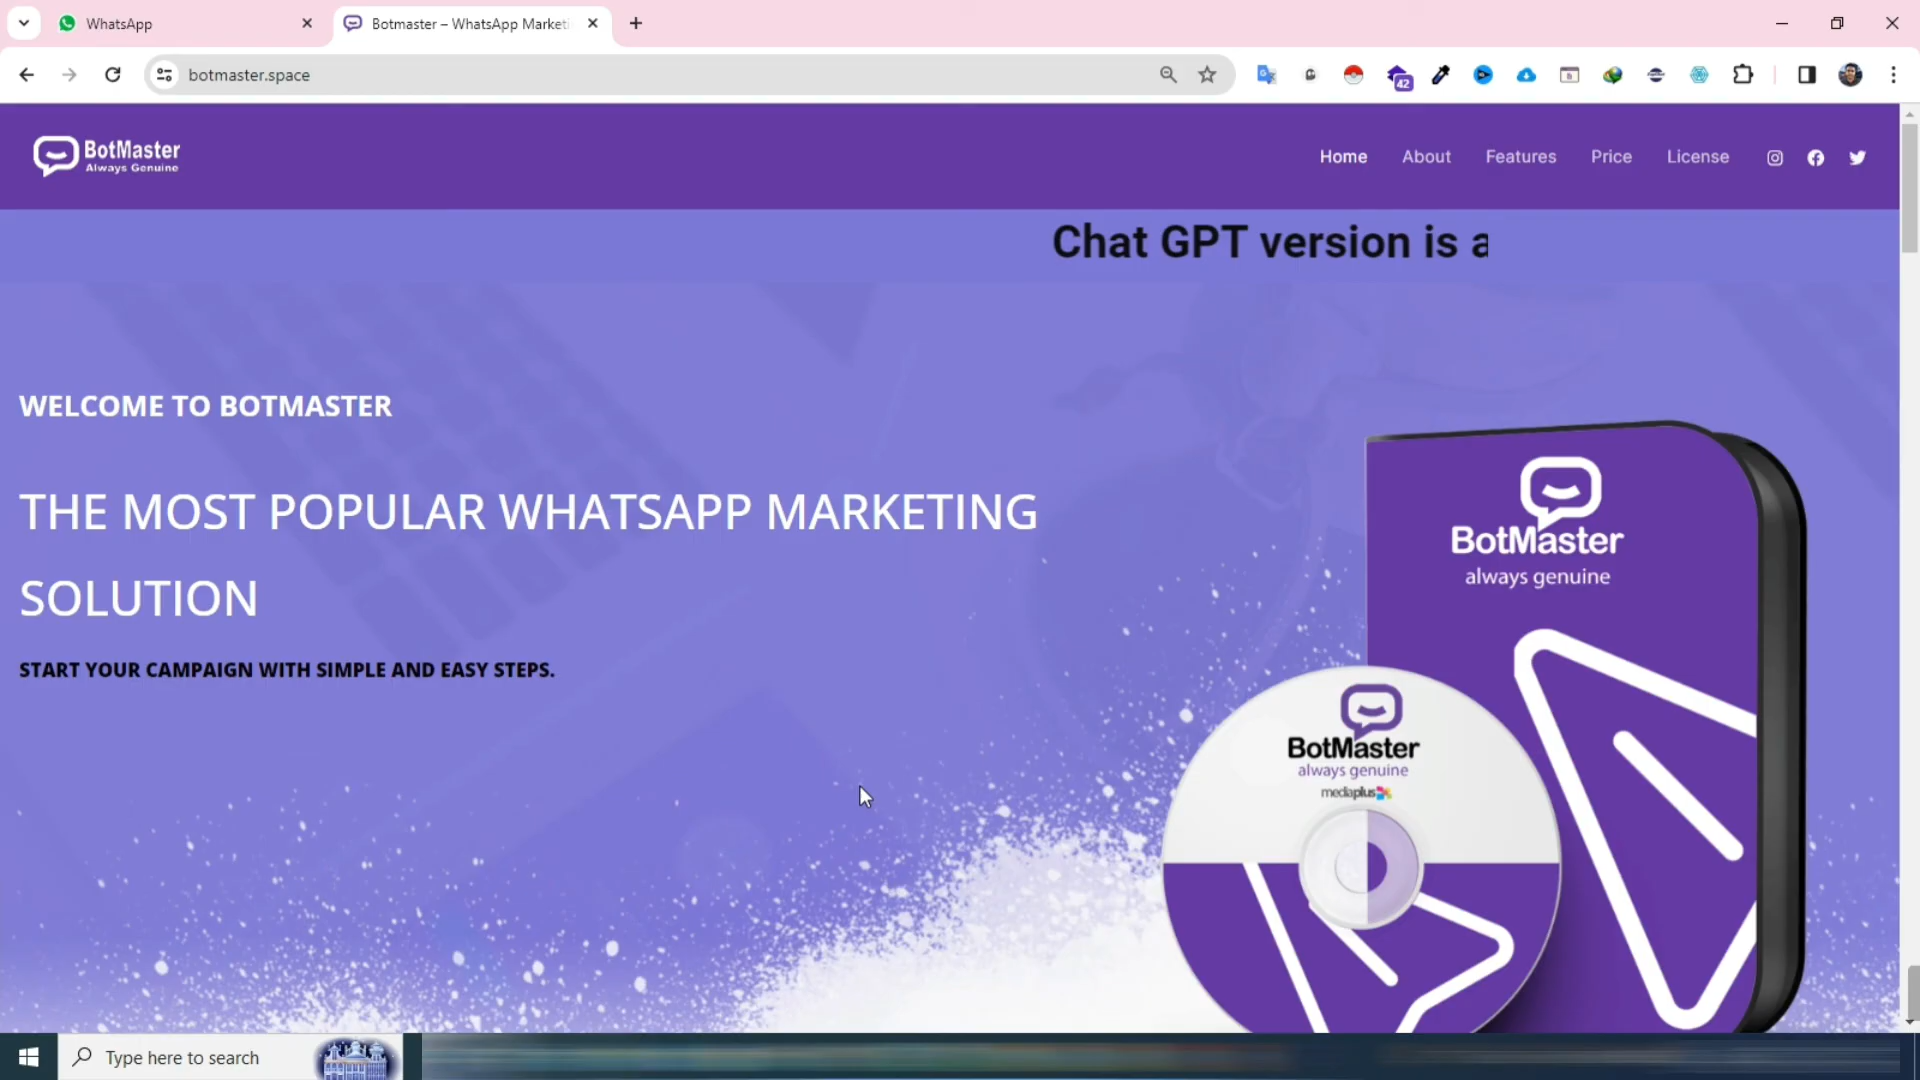 WhatsApp
Botmaster – WhatsApp Marketi
botmaster.space
42
BotMaster
Always Genuine
Home
About
Features
Price
License
Chat GPT version is a
WELCOME TO BOTMASTER
THE MOST POPULAR WHATSAPP MARKETING
SOLUTION
START YOUR CAMPAIGN WITH SIMPLE AND EASY STEPS.
BotMaster
always genuine
BotMaster
always genuine
mediaplus
Type here to search